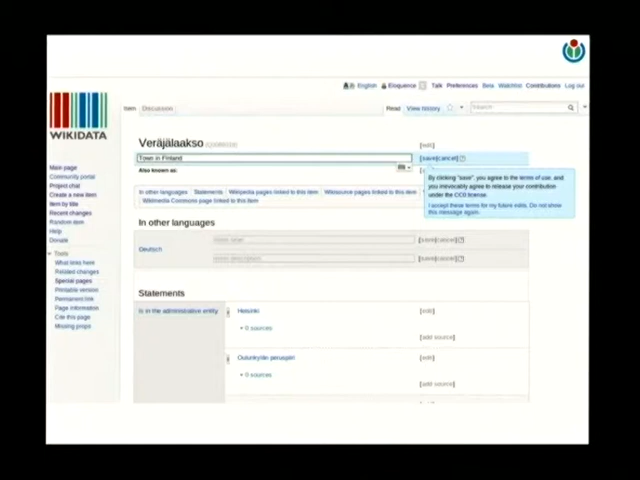 English Eloquence Talk Preferences Beta Watchlist Contributions Log out
Item Discussion Read View history Search
WIKIDATA
Main page
Community portal
Project chat
Create a new item
Item by title
Recent changes
Random item
Help
Donate
Tools
What links here
Related changes
Special pages
Printable version
Permanent link
Page information
Cite this page
Missing props
Veräjälaakso
[edit]
Town in Finland
[save|cancel]
Also known as:
By clicking "save", you agree to the terms of use, and
you irrevocably agree to release your contribution
under the CC0 license.
I accept these terms for my future edits. Do not show
this message again.
In other languages Statements Wikipedia pages linked to this item Wikisource pages linked to this item
Wikimedia Commons page linked to this item
In other languages
Deutsch
[save|cancel]
[save|cancel]
Statements
Is in the administrative entity
Helsinki
[edit]
• 0 sources
[add source]
Oulunkylän peruspiiri
[edit]
• 0 sources
[add source]